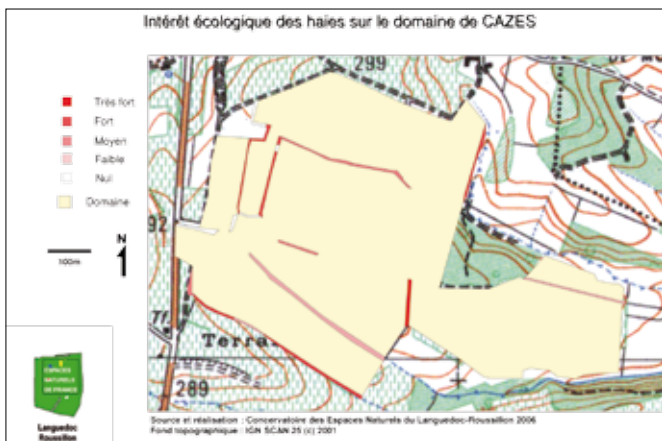 Intérêt écologique des haies sur le domaine de CAZES
299
Très fort
Fort
Moyen
Faible
Nul
Domaine
92
N
100m
Terra
289
ESPACES
NATURELS
DE FRANCE
Languedoc
Roussillon
Source et réalisation : Conservatoire des Espaces Naturels du Languedoc-Roussillon 2006
Fond topographique : IGN SCAN 25 (c) 2001